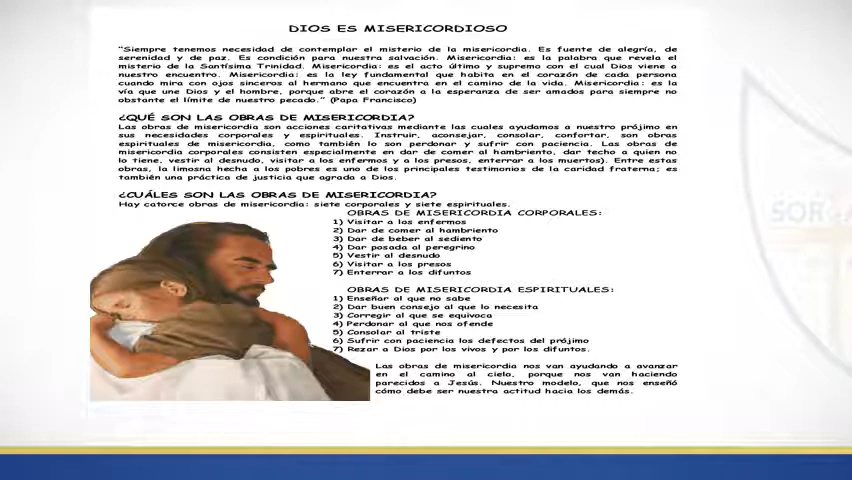 DIOS ES MISERICORDIOSO
"Siempre tenemos necesidad de contemplar el misterio de la misericordia. Es fuente de alegría, de
serenidad y de paz. Es condición para nuestra salvación. Misericordia: es la palabra que revela el
misterio de la Santísima Trinidad. Misericordia: es el acto último y supremo con el cual Dios viene a
nuestro encuentro. Misericordia: es la ley fundamental que habita en el corazón de cada persona
cuando mira con ojos sinceros al hermano que encuentra en el camino de la vida. Misericordia: es la
vía que une Dios y el hombre, porque abre el corazón a la esperanza de ser amados para siempre no
obstante el límite de nuestro pecado." (Papa Francisco)
¿QUÉ SON LAS OBRAS DE MISERICORDIA?
Las obras de misericordia son acciones caritativas mediante las cuales ayudamos a nuestro prójimo en
sus necesidades corporales y espirituales. Instruir, aconsejar, consolar, confortar, son obras
espirituales de misericordia, como también lo son perdonar y sufrir con paciencia. Las obras de
misericordia corporales consisten especialmente en dar de comer al hambriento, dar techo a quien no
lo tiene, vestir al desnudo, visitar a los enfermos y a los presos, enterrar a los muertos). Entre estas
obras, la limosna hecha a los pobres es uno de los principales testimonios de la caridad fraterna; es
también una práctica de justicia que agrada a Dios.
¿CUÁLES SON LAS OBRAS DE MISERICORDIA?
Hay catorce obras de misericordia: siete corporales y siete espirituales.
OBRAS DE MISERICORDIA CORPORALES:
1) Visitar a los enfermos
2) Dar de comer al hambriento
3) Dar de beber al sediento
4) Dar posada al peregrino
5) Vestir al desnudo
6) Visitar a los presos
7) Enterrar a los difuntos
OBRAS DE MISERICORDIA ESPIRITUALES:
1) Enseñar al que no sabe
2) Dar buen consejo al que lo necesita
3) Corregir al que se equivoca
4) Perdonar al que nos ofende
5) Consolar al triste
6) Sufrir con paciencia los defectos del prójimo
7) Rezar a Dios por los vivos y por los difuntos.
Las obras de misericordia nos van ayudando a avanzar
en el camino al cielo, porque nos van haciendo
parecidos a Jesús. Nuestro modelo, que nos enseñó
cómo debe ser nuestra actitud hacia los demás.